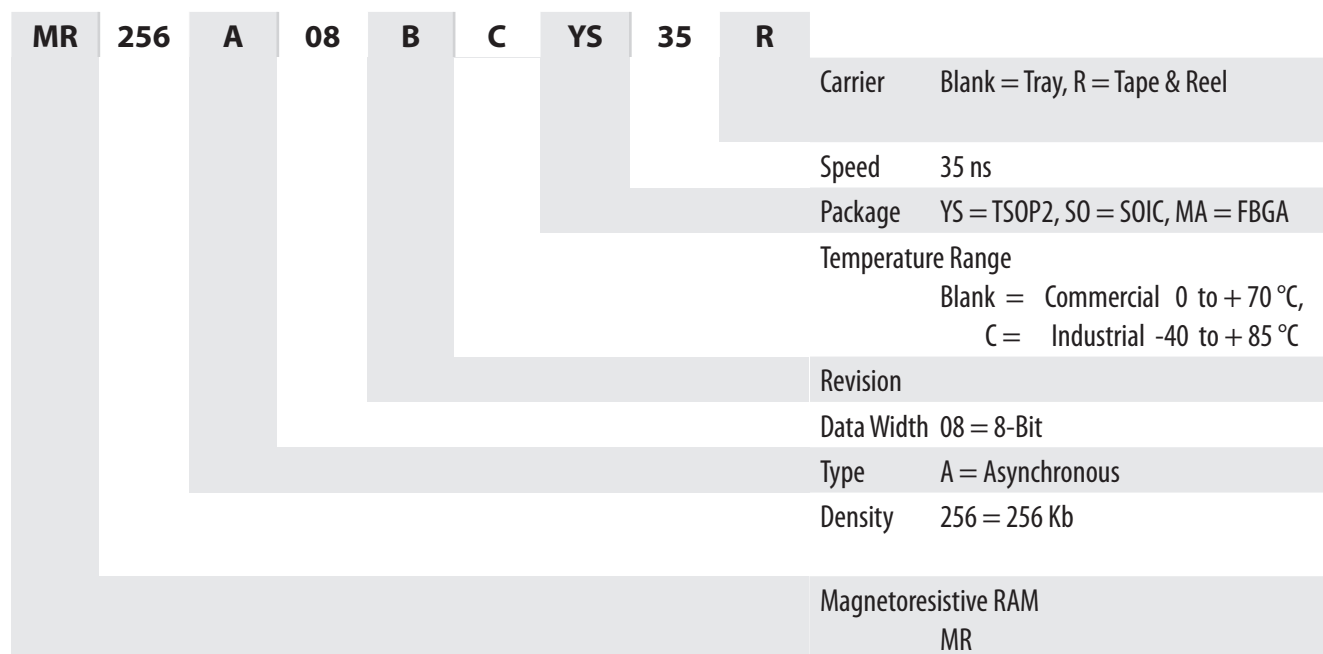 MR 256 A 08 B C YS 35 R
Carrier Blank = Tray, R = Tape & Reel
Speed 35 ns
Package YS = TSOP2, SO = SOIC, MA = FBGA
Temperature Range
Blank = Commercial 0 to + 70 °C,
C = Industrial -40 to + 85 °C
Revision
Data Width 08 = 8-Bit
Type A = Asynchronous
Density 256 = 256 Kb
Magnetoresistive RAM
MR